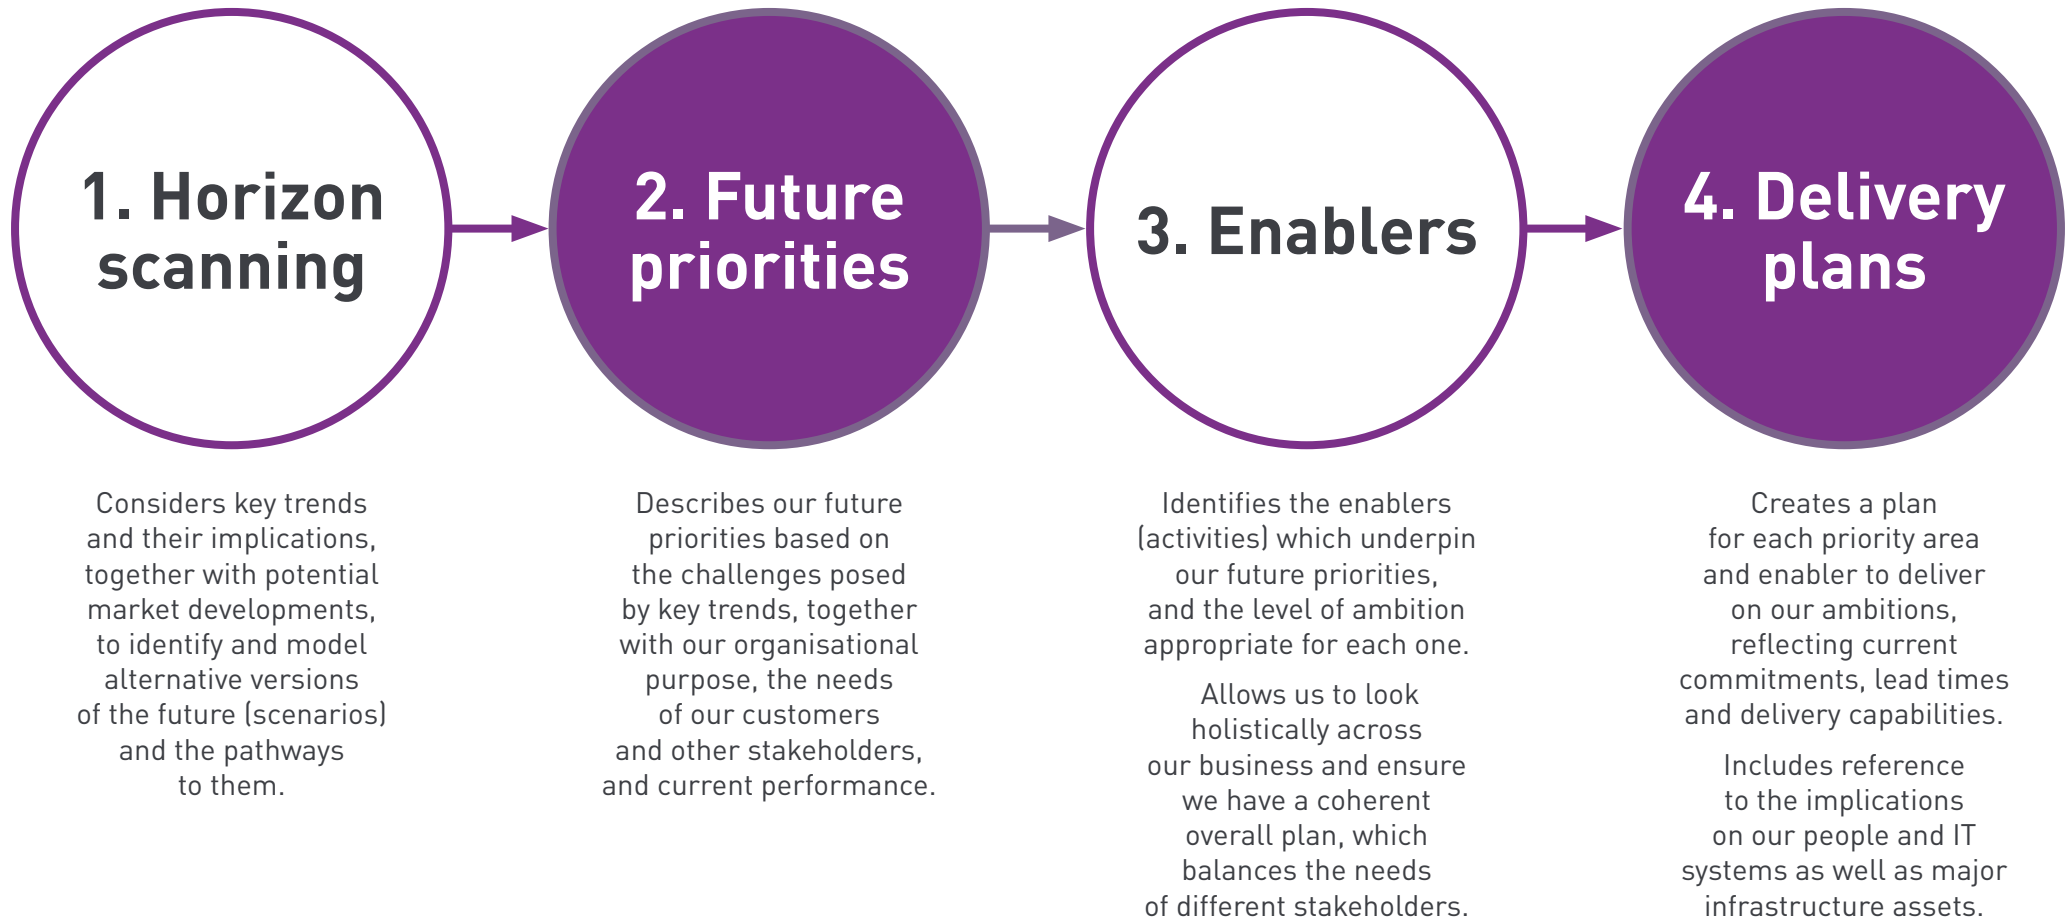 1. Horizon
scanning
Considers key trends
and their implications,
together with potential
market developments,
to identify and model
alternative versions
of the future (scenarios)
and the pathways
to them.
2. Future
priorities
Describes our future
priorities based on
the challenges posed
by key trends, together
with our organisational
purpose, the needs
of our customers
and other stakeholders,
and current performance.
3. Enablers
Identifies the enablers
(activities) which underpin
our future priorities,
and the level of ambition
appropriate for each one.
Allows us to look
holistically across
our business and ensure
we have a coherent
overall plan, which
balances the needs
of different stakeholders.
4. Delivery
plans
Creates a plan
for each priority area
and enabler to deliver
on our ambitions,
reflecting current
commitments, lead times
and delivery capabilities.
Includes reference
to the implications
on our people and IT
systems as well as major
infrastructure assets.